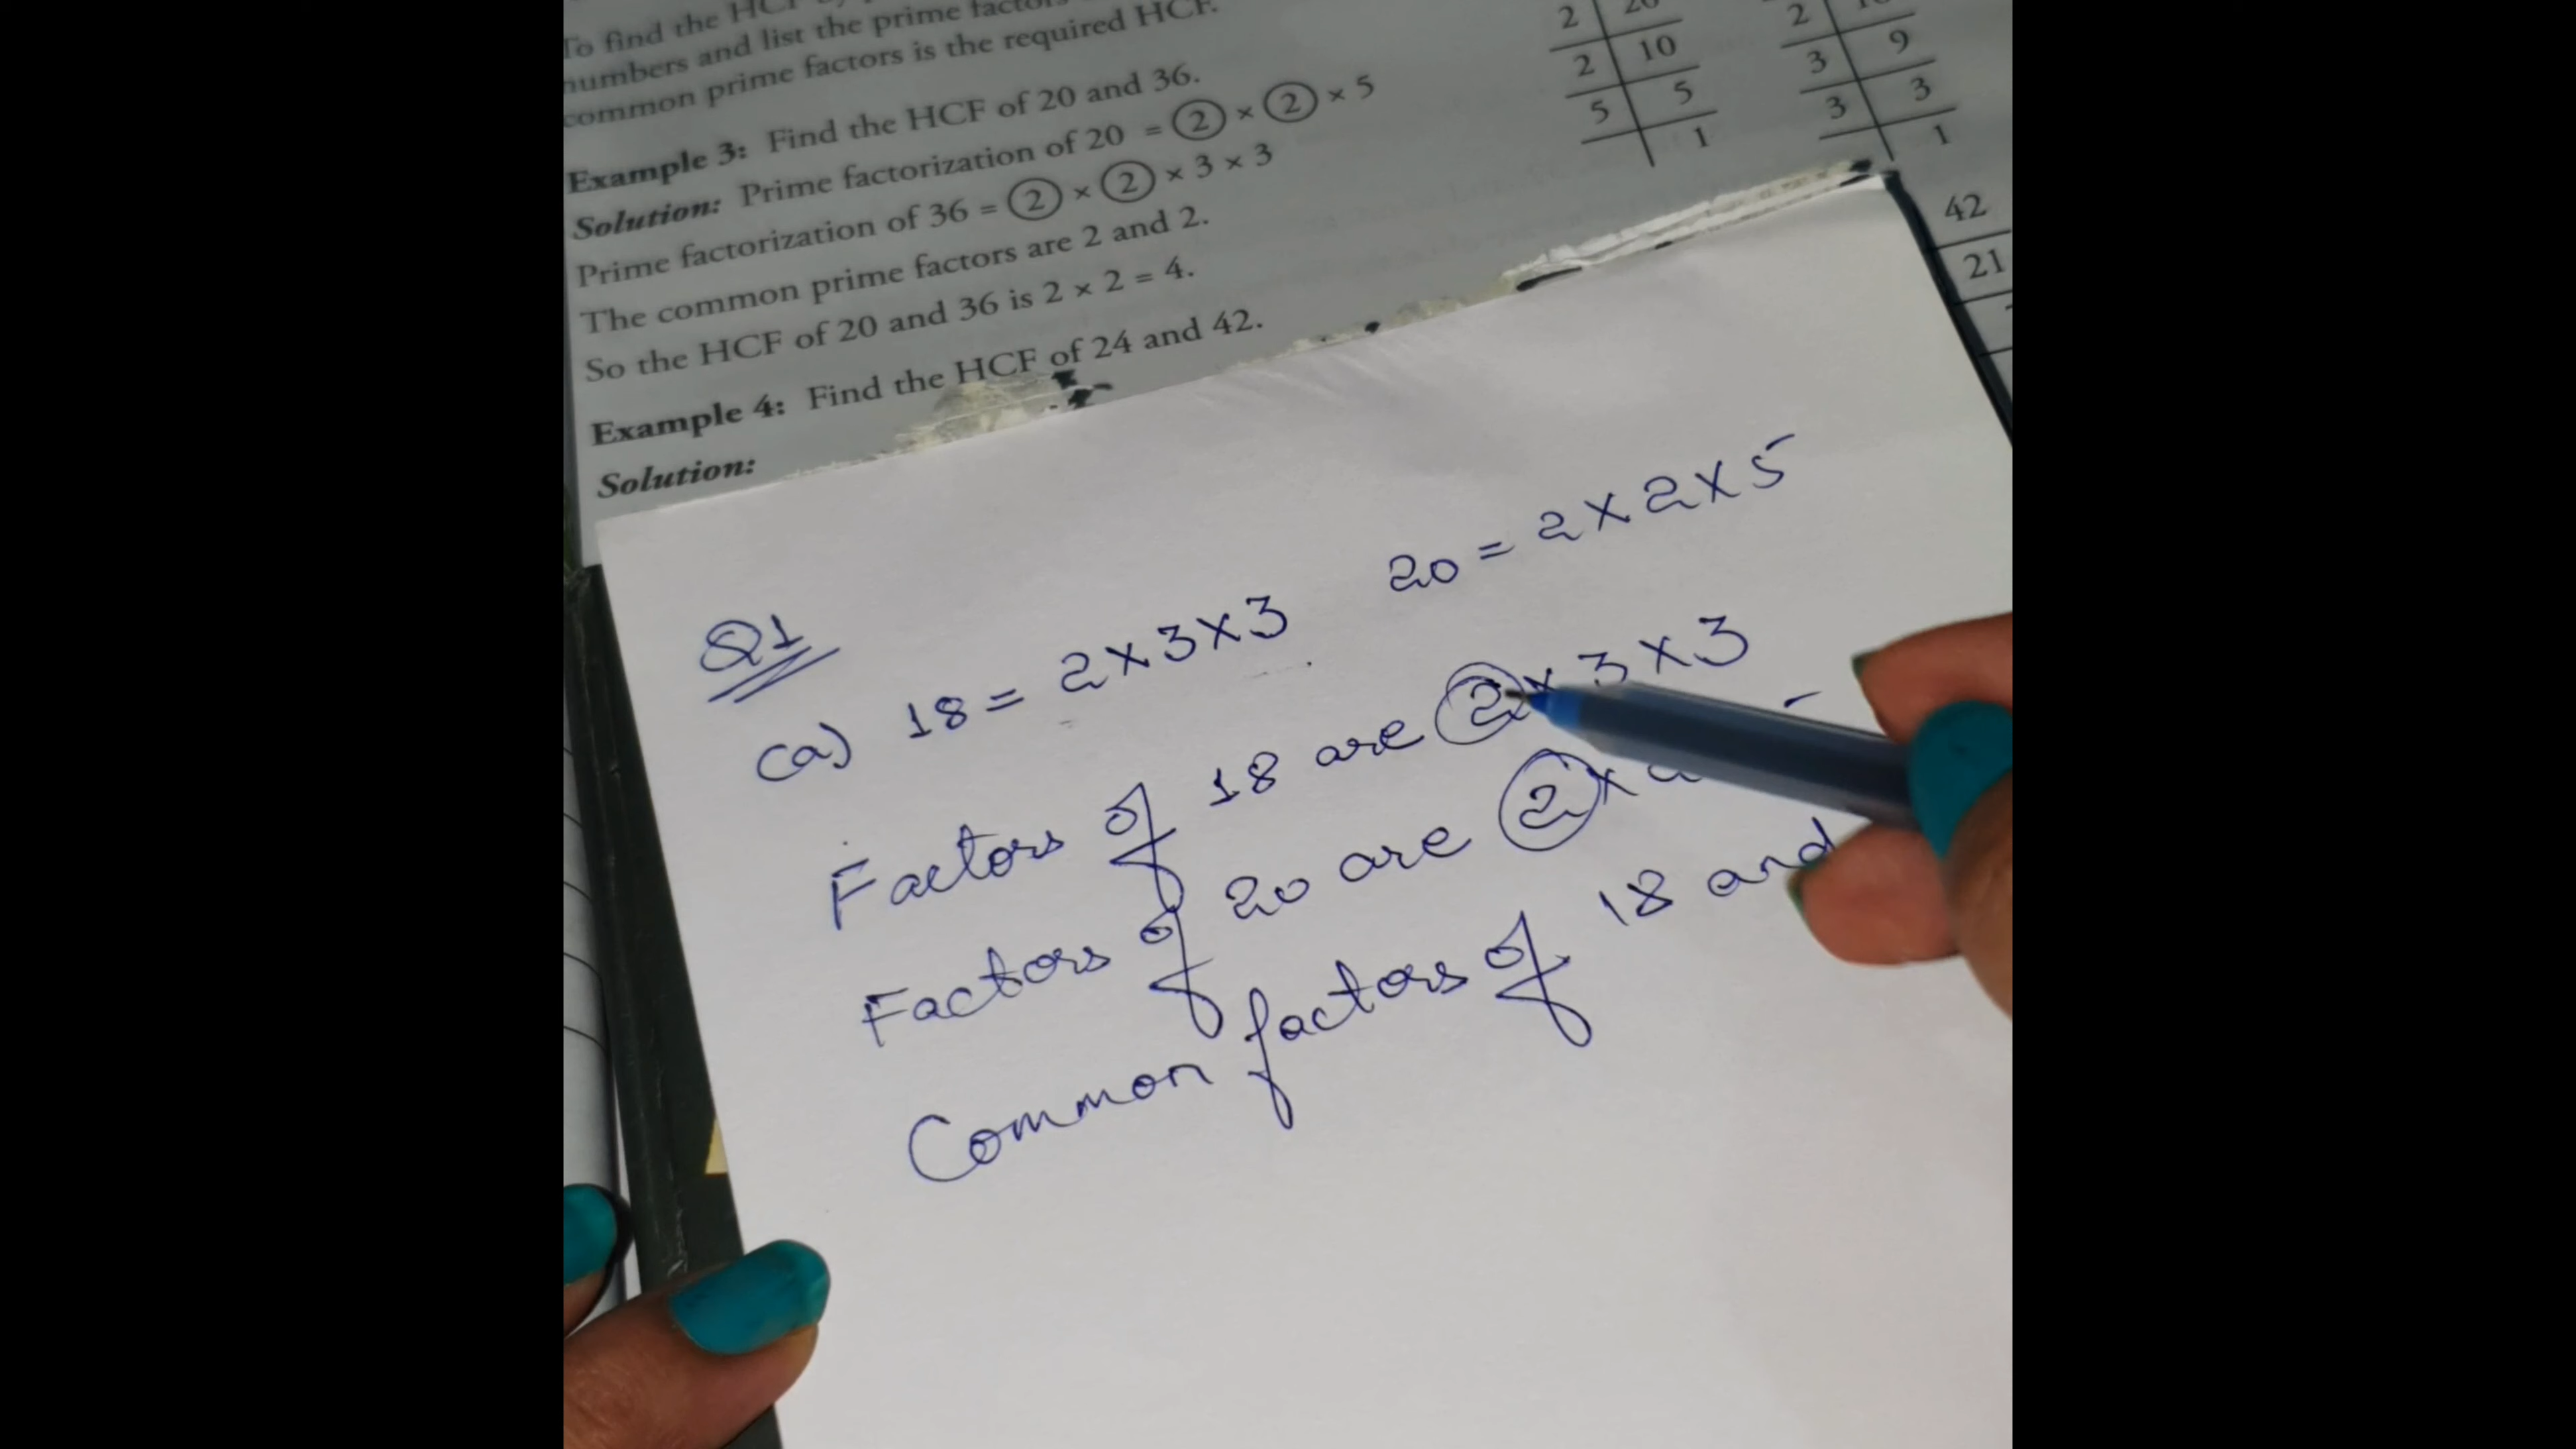 To find the HCF
numbers and list the prime factors
common prime factors is the required HCF.
Example 3: Find the HCF of 20 and 36.
Solution: Prime factorization of 20 = 2 × 2 × 5
Prime factorization of 36 = 2 × 2 × 3 × 3
The common prime factors are 2 and 2.
So the HCF of 20 and 36 is 2 × 2 = 4.
Example 4: Find the HCF of 24 and 42.
Solution:
2 20
2 10
5 5
1
2
3 9
3 3
1
42
21
Q1
(a) 18 = 2×3×3 20 = 2×2×5
Factors of 18 are 2×3×3
Factors of 20 are 2×
Common factors of 18 and